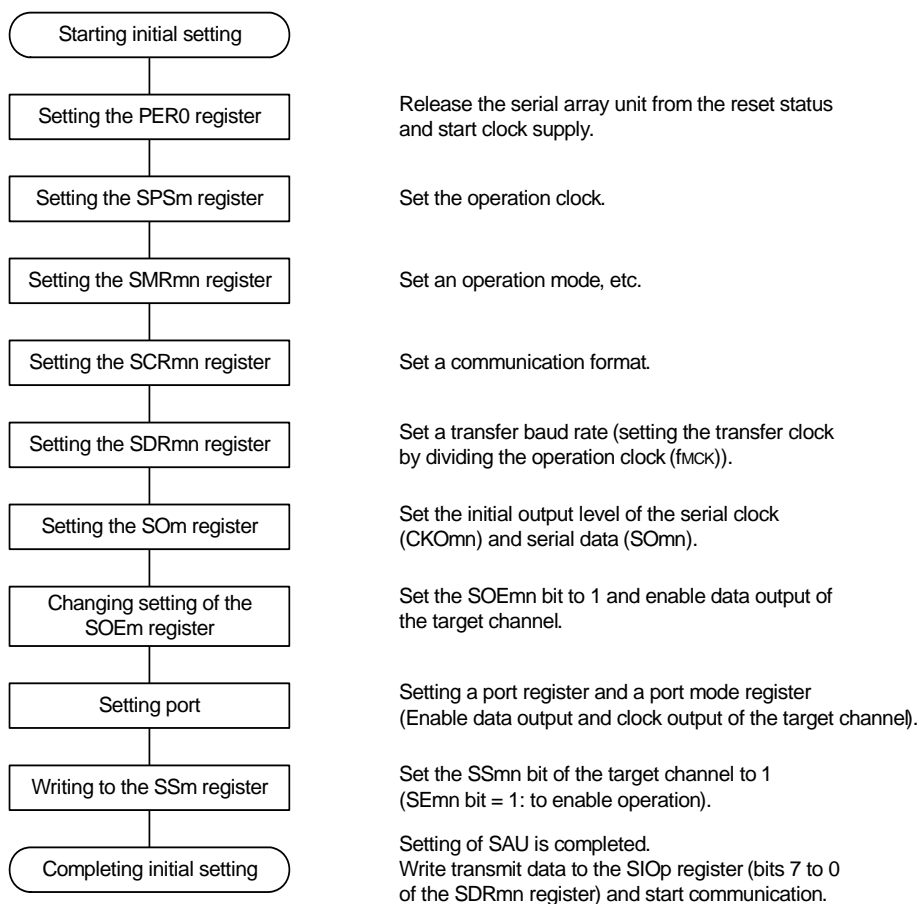 Starting initial setting
Setting the PER0 register
Release the serial array unit from the reset status
and start clock supply.
Setting the SPSm register
Set the operation clock.
Setting the SMRmn register
Set an operation mode, etc.
Setting the SCRmn register
Set a communication format.
Setting the SDRmn register
Set a transfer baud rate (setting the transfer clock
by dividing the operation clock (fMCK)).
Setting the SOm register
Set the initial output level of the serial clock
(CKOmn) and serial data (SOmn).
Changing setting of the
SOEm register
Set the SOEmn bit to 1 and enable data output of
the target channel.
Setting port
Setting a port register and a port mode register
(Enable data output and clock output of the target channel).
Writing to the SSm register
Set the SSmn bit of the target channel to 1
(SEmn bit = 1: to enable operation).
Completing initial setting
Setting of SAU is completed.
Write transmit data to the SIOp register (bits 7 to 0
of the SDRmn register) and start communication.